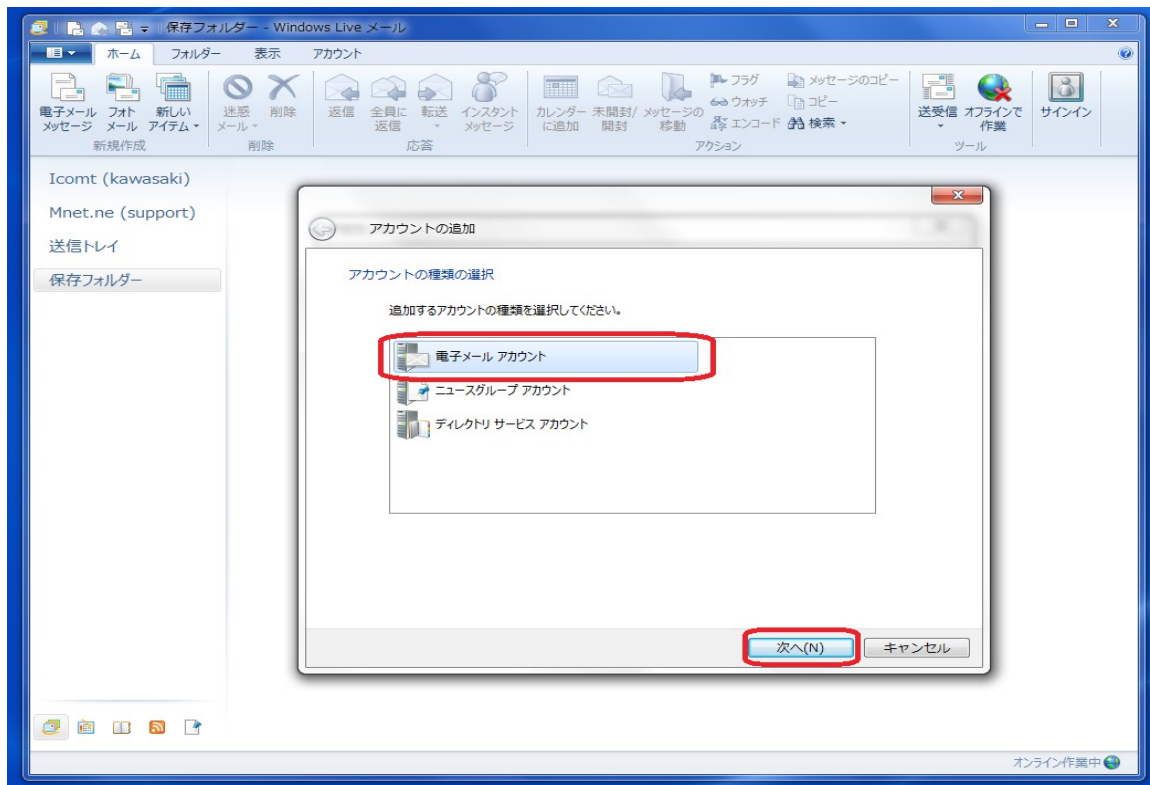 保存フォルダー - Windows Live メール
ホーム フォルダー 表示 アカウント
電子メール メッセージ
フォト メール
新しい アイテム
新規作成
迷惑 メール
削除
削除
返信
全員に 返信
転送
インスタント メッセージ
応答
カレンダー に追加
未開封/ 開封
メッセージの 移動
フラグ
ウオッチ
エンコード
メッセージのコピー
コピー
検索
アクション
送受信
オフラインで 作業
ツール
サインイン
Icomt (kawasaki)
Mnet.ne (support)
送信トレイ
保存フォルダー
アカウントの追加
アカウントの種類の選択
追加するアカウントの種類を選択してください。
電子メール アカウント
ニュースグループ アカウント
ディレクトリ サービス アカウント
次へ(N)
キャンセル
オンライン作業中